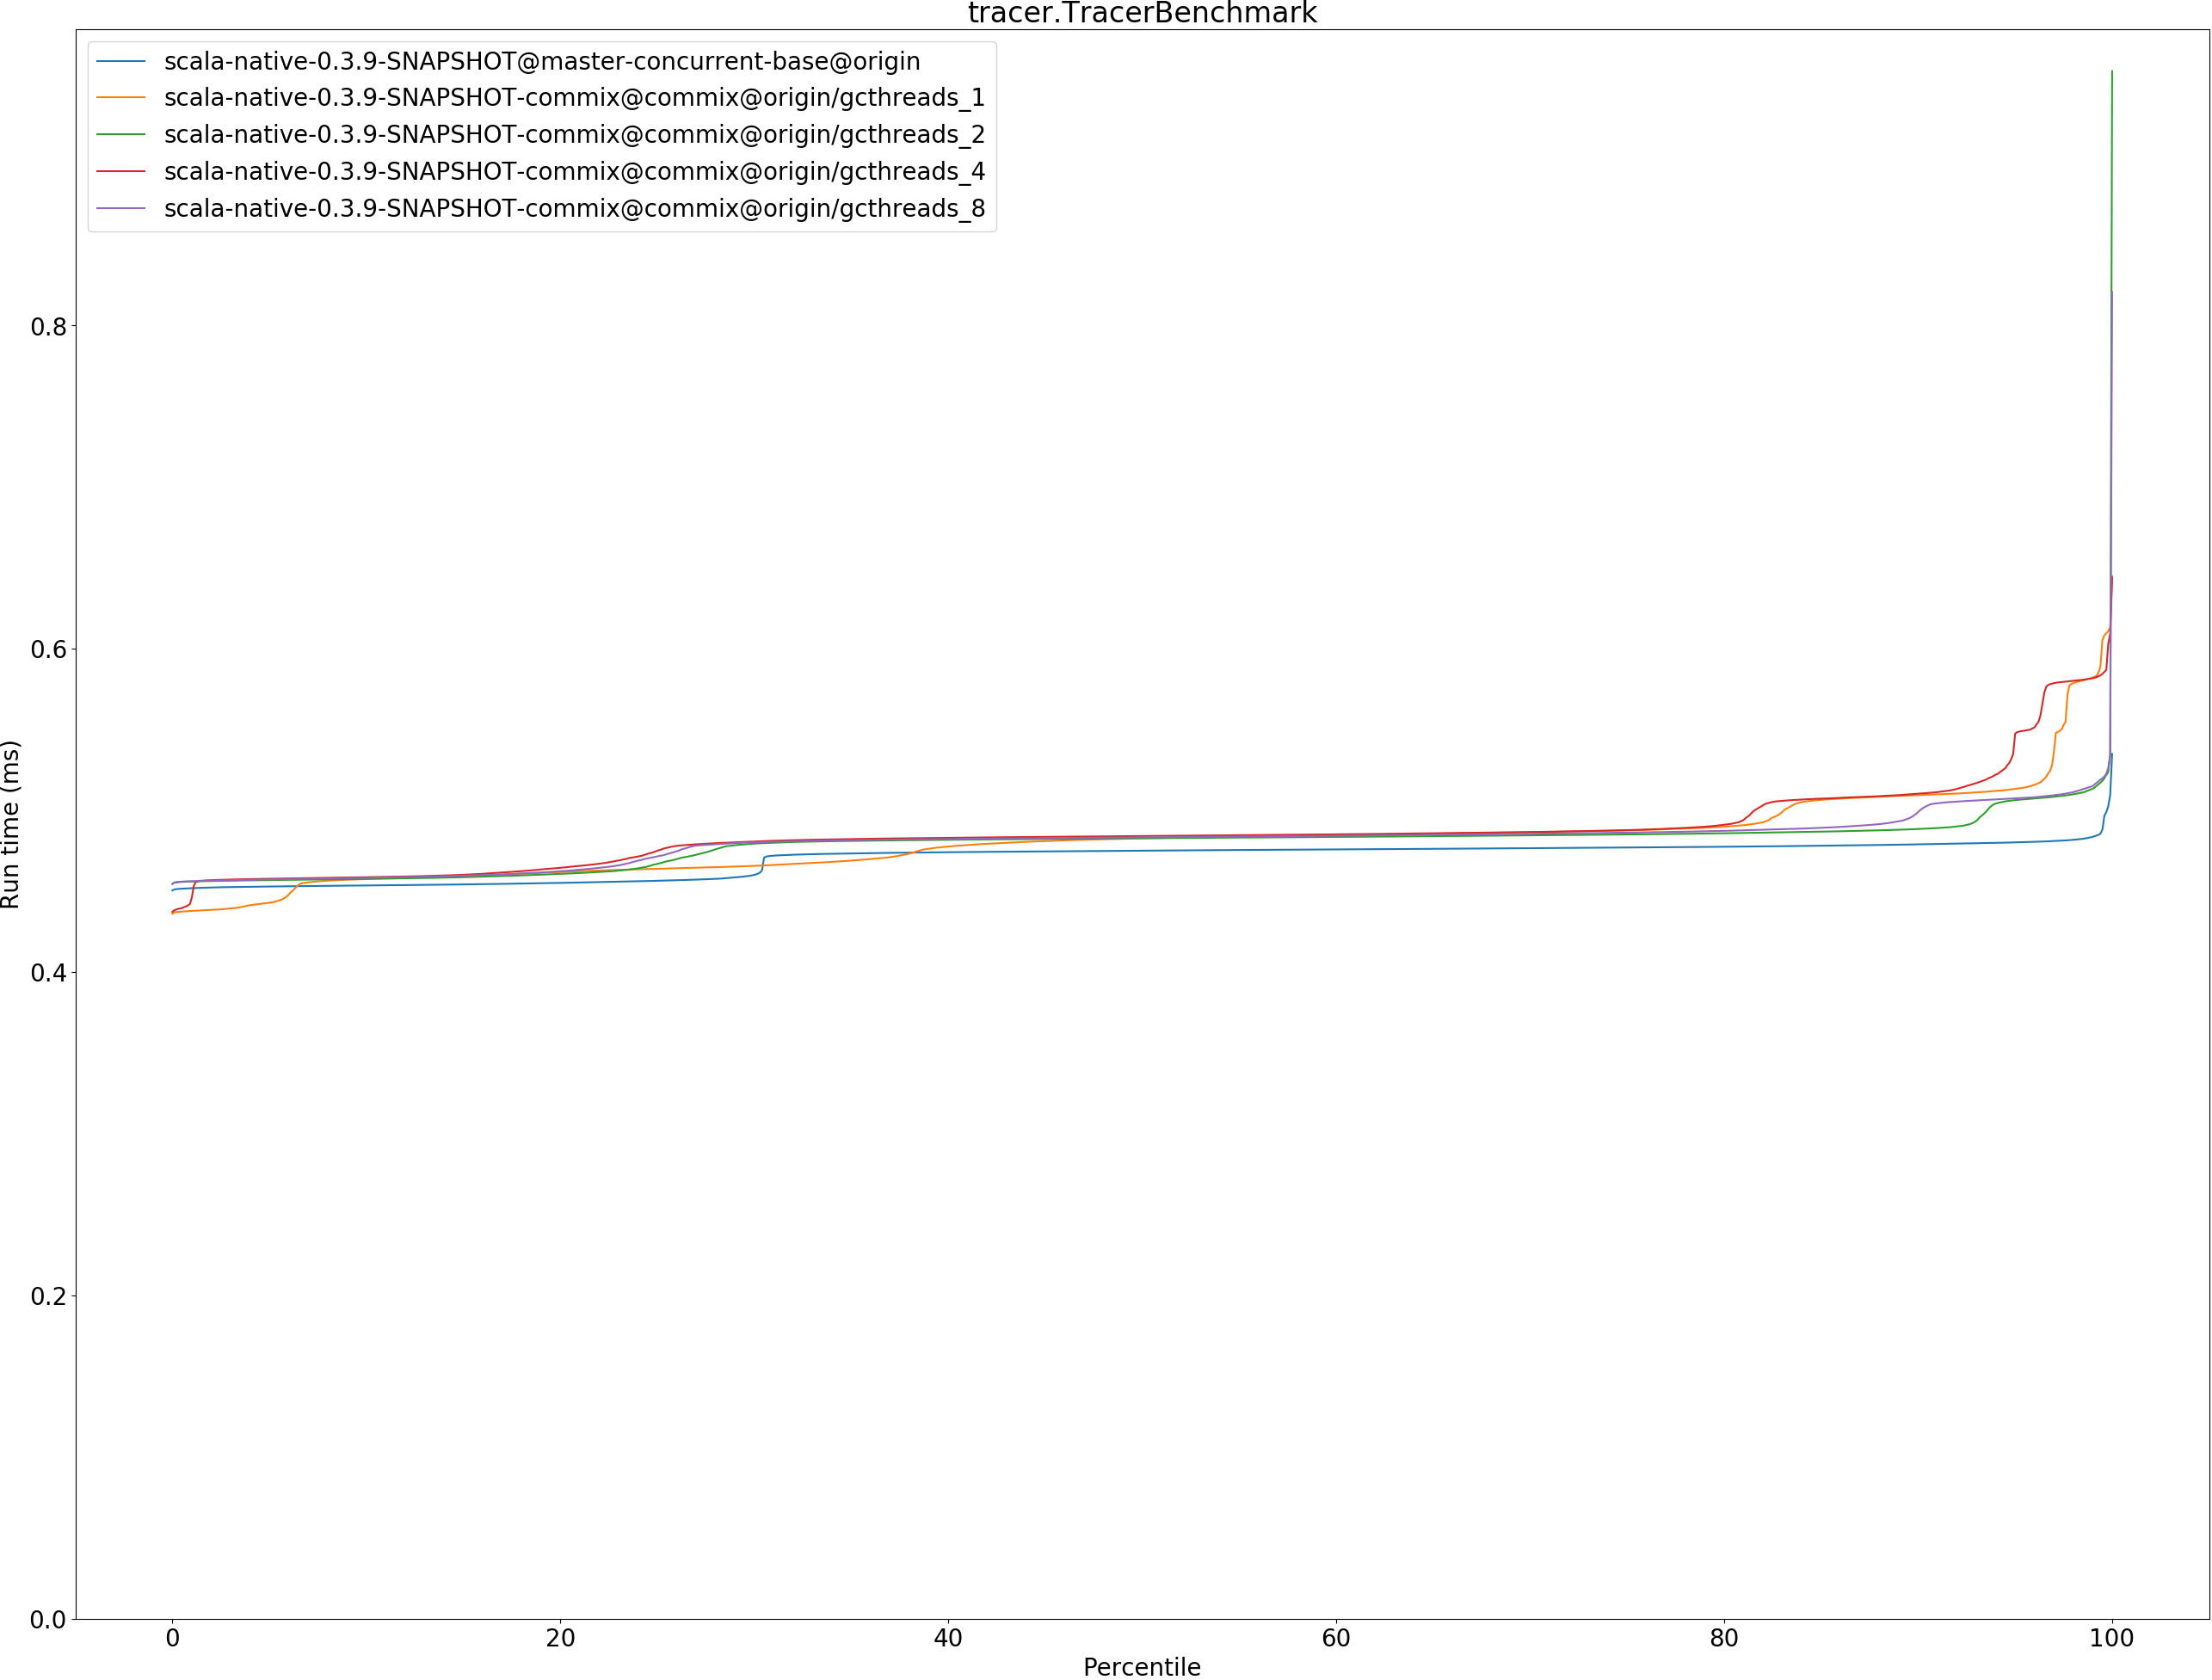 tracer.TracerBenchmark
scala-native-0.3.9-SNAPSHOT@master-concurrent-base@origin
scala-native-0.3.9-SNAPSHOT-commix@commix@origin/gcthreads_1
scala-native-0.3.9-SNAPSHOT-commix@commix@origin/gcthreads_2
scala-native-0.3.9-SNAPSHOT-commix@commix@origin/gcthreads_4
scala-native-0.3.9-SNAPSHOT-commix@commix@origin/gcthreads_8
0.8
0.6
0.4
0.2
0.0
Run time (ms)
0 20 40 60 80 100
Percentile